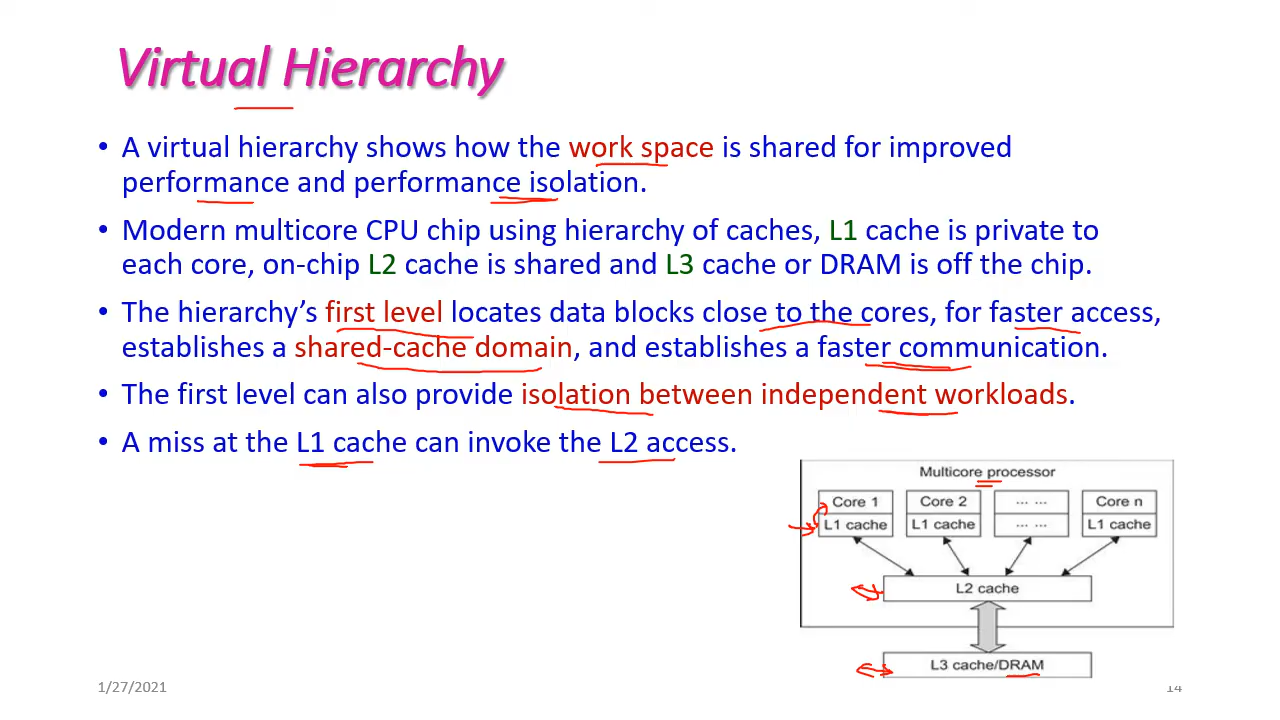 Virtual Hierarchy
• A virtual hierarchy shows how the work space is shared for improved
performance and performance isolation.
• Modern multicore CPU chip using hierarchy of caches, L1 cache is private to
each core, on-chip L2 cache is shared and L3 cache or DRAM is off the chip.
• The hierarchy’s first level locates data blocks close to the cores, for faster access,
establishes a shared-cache domain, and establishes a faster communication.
• The first level can also provide isolation between independent workloads.
• A miss at the L1 cache can invoke the L2 access.
Multicore processor
Core 1 Core 2 ... ... Core n
L1 cache L1 cache ... ... L1 cache
L2 cache
L3 cache/DRAM
1/27/2021 14